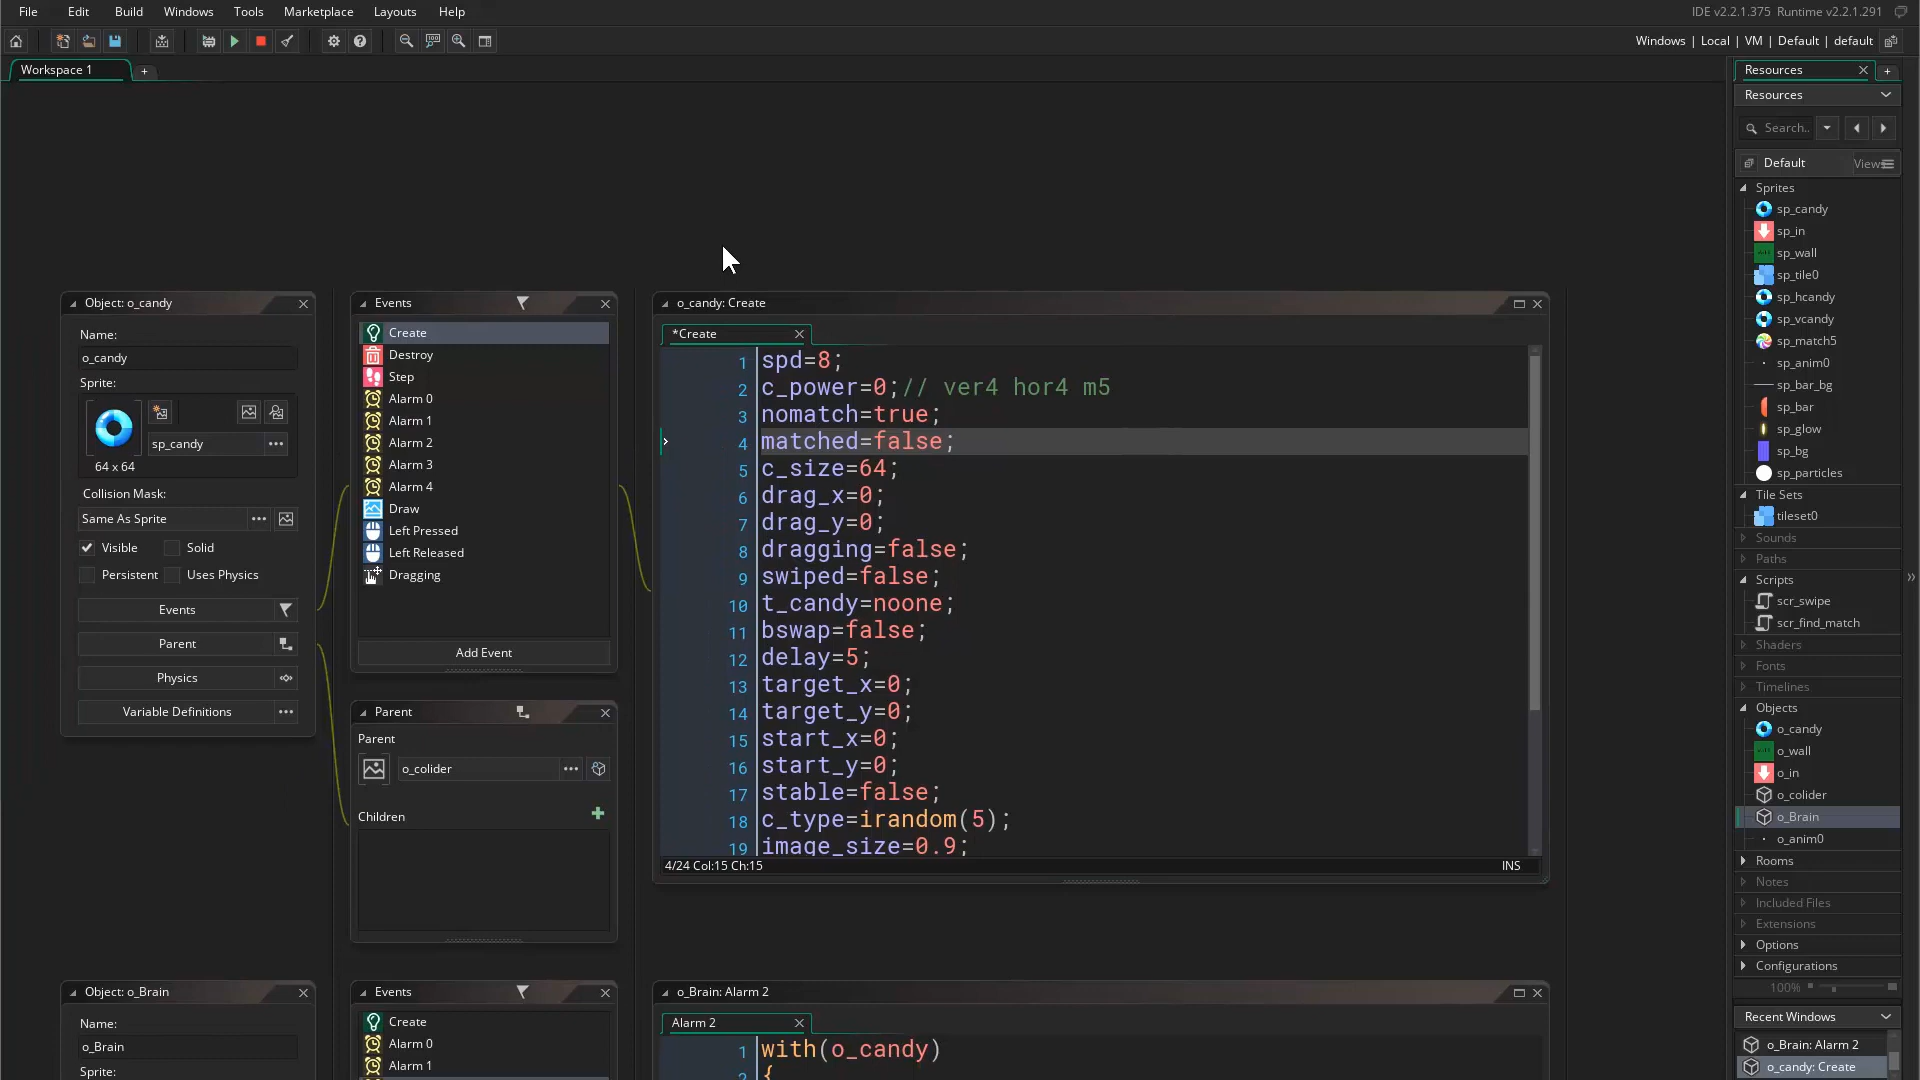 File Edit Build Windows Tools Marketplace Layouts Help
IDE v2.2.1.375 Runtime v2.2.1.291
Windows | Local | VM | Default | default
Workspace 1
Resources
Resources
Search..
Default
Views
Sprites
sp_candy
sp_in
sp_wall
sp_tile0
sp_hcandy
sp_vcandy
sp_match5
sp_anim0
sp_bar_bg
sp_bar
sp_glow
sp_bg
sp_particles
Tile Sets
tileset0
Sounds
Paths
Scripts
scr_swipe
scr_find_match
Shaders
Fonts
Timelines
Objects
o_candy
o_wall
o_in
o_colider
o_Brain
o_anim0
Rooms
Notes
Included Files
Extensions
Options
Configurations
100%
Recent Windows
o_Brain: Alarm 2
o_candy: Create
Object: o_candy
Name:
o_candy
Sprite:
sp_candy
64 x 64
Collision Mask:
Same As Sprite
Visible
Solid
Persistent
Uses Physics
Events
Parent
Physics
Variable Definitions
Events
Create
Destroy
Step
Alarm 0
Alarm 1
Alarm 2
Alarm 3
Alarm 4
Draw
Left Pressed
Left Released
Dragging
Add Event
Parent
Parent
o_colider
Children
o_candy: Create
*Create
1 spd=8;
2 c_power=0;// ver4 hor4 m5
3 nomatch=true;
4 matched=false;
5 c_size=64;
6 drag_x=0;
7 drag_y=0;
8 dragging=false;
9 swiped=false;
10 t_candy=noone;
11 bswap=false;
12 delay=5;
13 target_x=0;
14 target_y=0;
15 start_x=0;
16 start_y=0;
17 stable=false;
18 c_type=irandom(5);
19 image_size=0.9;
4/24 Col:15 Ch:15
INS
Object: o_Brain
Name:
o_Brain
Sprite:
Events
Create
Alarm 0
Alarm 1
o_Brain: Alarm 2
Alarm 2
1 with(o_candy)
2 {